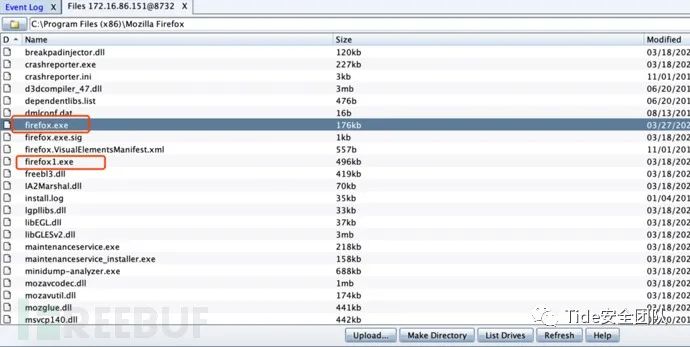 Event Log X Files 172.16.86.151@8732 X
C:\Program Files (x86)\Mozilla Firefox
D Name Size Modified
breakpadinjector.dll 120kb 03/18/202
crashreporter.exe 227kb 03/18/202
crashreporter.ini 3kb 11/01/201
d3dcompiler_47.dll 3mb 06/20/201
dependentlibs.list 476b 06/20/201
dmlconf.dat 16b 08/13/201
firefox.exe 176kb 03/27/202
firefox.exe.sig 1kb 03/18/202
firefox.VisualElementsManifest.xml 557b 11/01/201
firefox1.exe 496kb 03/18/202
freebl3.dll 419kb 03/18/202
IA2Marshal.dll 70kb 03/18/202
install.log 35kb 01/04/201
lgpllibs.dll 33kb 03/18/202
libEGL.dll 37kb 03/18/202
libGLESv2.dll 3mb 03/18/202
maintenanceservice.exe 218kb 03/18/202
maintenanceservice_installer.exe 158kb 03/18/202
minidump-analyzer.exe 688kb 03/18/202
mozavcodec.dll 1mb 03/18/202
mozavutil.dll 174kb 03/18/202
mozglue.dll 441kb 03/18/202
msvcp140.dll 442kb 03/18/202
REEBUF
Tide安全团队
Upload... Make Directory List Drives Refresh Help